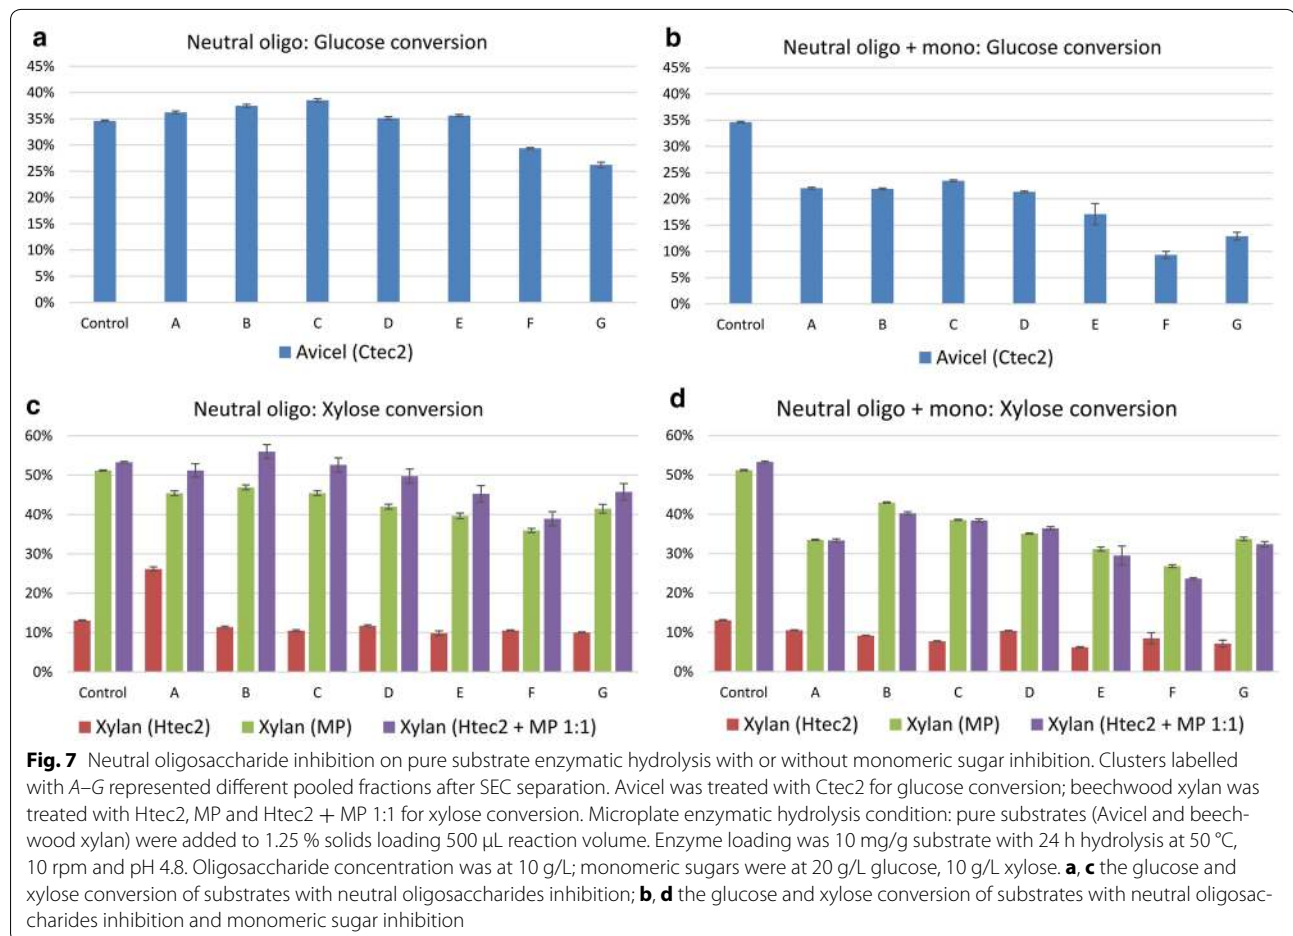 a
Neutral oligo: Glucose conversion
45%
40%
35%
30%
25%
20%
15%
10%
5%
0%
Control A B C D E F G
Avicel (Ctec2)
b
Neutral oligo + mono: Glucose conversion
45%
40%
35%
30%
25%
20%
15%
10%
5%
0%
Control A B C D E F G
Avicel (Ctec2)
c
Neutral oligo: Xylose conversion
60%
50%
40%
30%
20%
10%
0%
Control A B C D E F G
Xylan (Htec2) Xylan (MP) Xylan (Htec2 + MP 1:1)
d
Neutral oligo + mono: Xylose conversion
60%
50%
40%
30%
20%
10%
0%
Control A B C D E F G
Xylan (Htec2) Xylan (MP) Xylan (Htec2 + MP 1:1)
Fig. 7 Neutral oligosaccharide inhibition on pure substrate enzymatic hydrolysis with or without monomeric sugar inhibition. Clusters labelled
with A–G represented different pooled fractions after SEC separation. Avicel was treated with Ctec2 for glucose conversion; beechwood xylan was
treated with Htec2, MP and Htec2 + MP 1:1 for xylose conversion. Microplate enzymatic hydrolysis condition: pure substrates (Avicel and beech-
wood xylan) were added to 1.25 % solids loading 500 μL reaction volume. Enzyme loading was 10 mg/g substrate with 24 h hydrolysis at 50 °C,
10 rpm and pH 4.8. Oligosaccharide concentration was at 10 g/L; monomeric sugars were at 20 g/L glucose, 10 g/L xylose. a, c the glucose and
xylose conversion of substrates with neutral oligosaccharides inhibition; b, d the glucose and xylose conversion of substrates with neutral oligosac-
charides inhibition and monomeric sugar inhibition